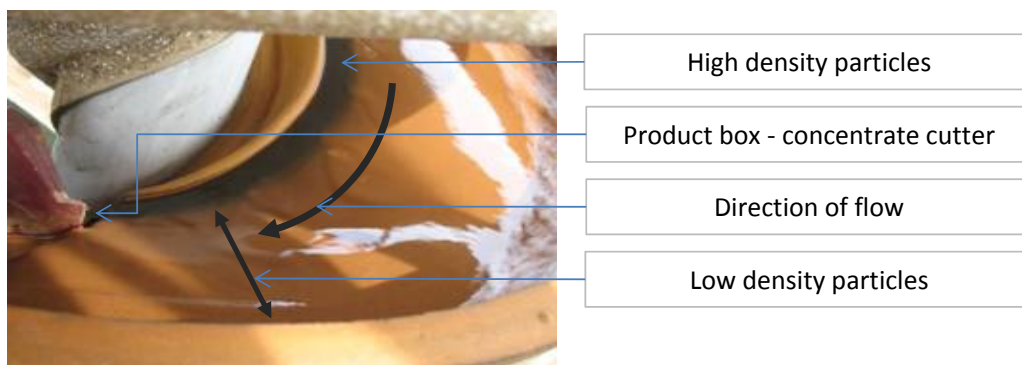 High density particles
Product box - concentrate cutter
Direction of flow
Low density particles